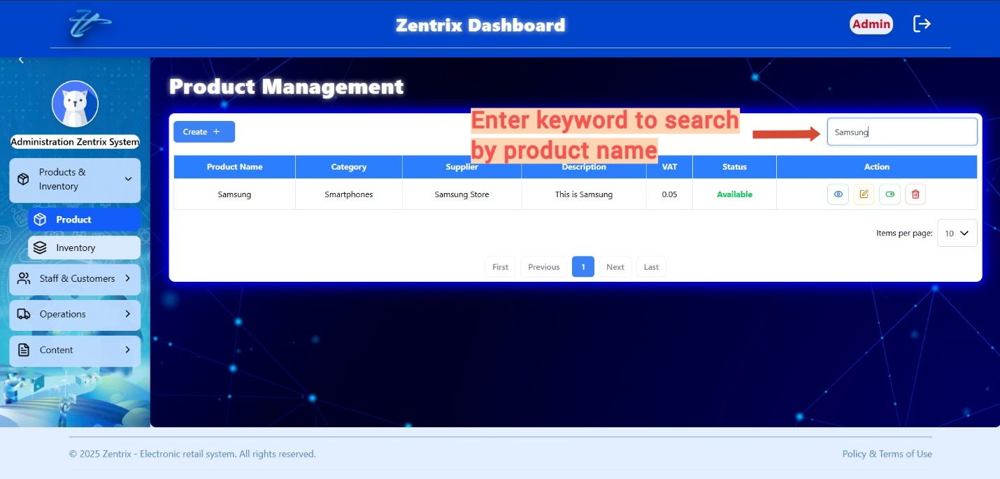 Zentrix Dashboard
Admin
Administration Zentrix System
Products &
Inventory
Product
Inventory
Staff & Customers
Operations
Content
Product Management
Create +
Enter keyword to search
by product name
Samsung
Product Name Category Supplier Description VAT Status Action
Samsung Smartphones Samsung Store This is Samsung 0.05 Available
Items per page: 10
First Previous 1 Next Last
© 2025 Zentrix - Electronic retail system. All rights reserved.
Policy & Terms of Use